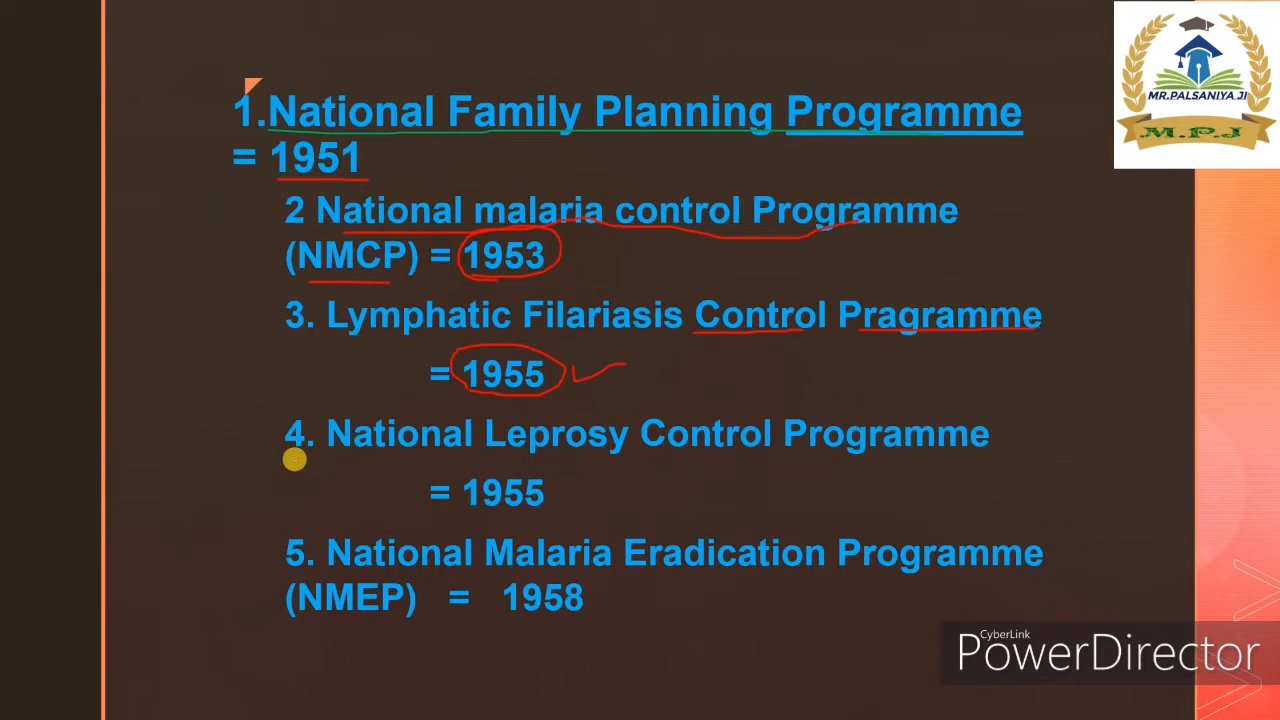 1.National Family Planning Programme
= 1951
2 National malaria control Programme
(NMCP) = 1953
3. Lymphatic Filariasis Control Pragramme
= 1955
4. National Leprosy Control Programme
= 1955
5. National Malaria Eradication Programme
(NMEP) = 1958
MR.PALSANIYA.JI
M.P.J
CyberLink
PowerDirector